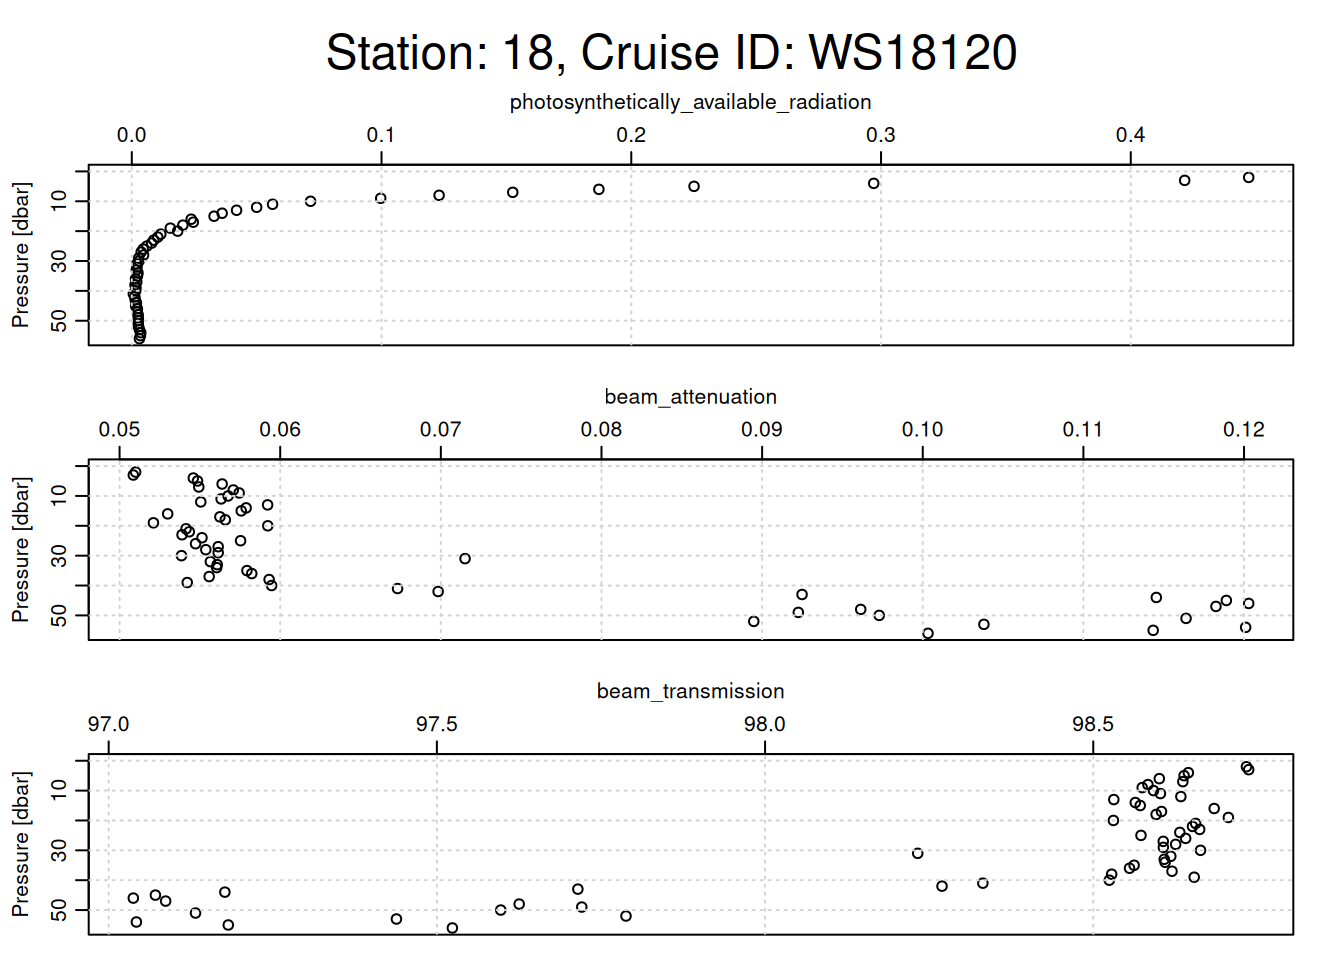 Station: 18, Cruise ID: WS18120
photosynthetically_available_radiation
0.0 0.1 0.2 0.3 0.4
Pressure [dbar]
10
30
50
beam_attenuation
0.05 0.06 0.07 0.08 0.09 0.10 0.11 0.12
Pressure [dbar]
10
30
50
beam_transmission
97.0 97.5 98.0 98.5
Pressure [dbar]
10
30
50